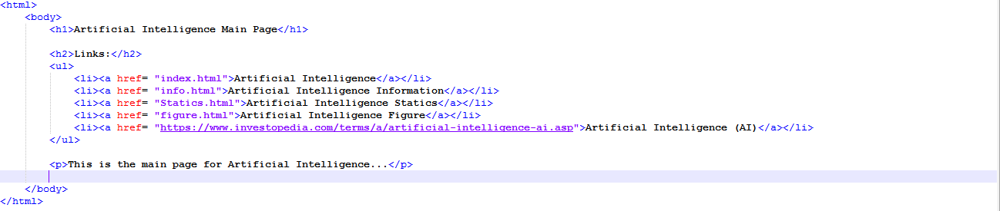 <html>
<body>
<h1>Artificial Intelligence Main Page</h1>
<h2>Links:</h2>
<ul>
<li><a href= "index.html">Artificial Intelligence</a></li>
<li><a href= "info.html">Artificial Intelligence Information</a></li>
<li><a href= "Statics.html">Artificial Intelligence Statics</a></li>
<li><a href= "figure.html">Artificial Intelligence Figure</a></li>
<li><a href= "https://www.investopedia.com/terms/a/artificial-intelligence-ai.asp">Artificial Intelligence (AI)</a></li>
</ul>
<p>This is the main page for Artificial Intelligence...</p>
</body>
</html>